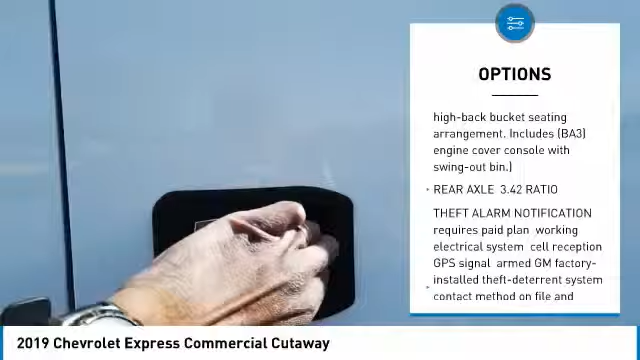 OPTIONS
high-back bucket seating
arrangement. Includes (BA3)
engine cover console with
swing-out bin.)
• REAR AXLE 3.42 RATIO
THEFT ALARM NOTIFICATION
requires paid plan working
electrical system cell reception
GPS signal armed GM factory-
installed theft-deterrent system
• contact method on file and
2019 Chevrolet Express Commercial Cutaway